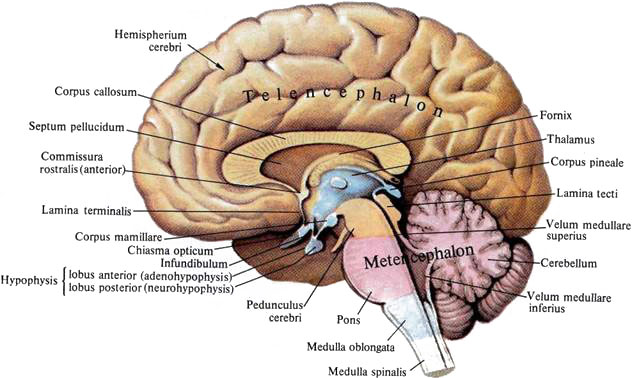 Hemispherium
cerebri
Telencephalon
Corpus callosum
Septum pellucidum
Commissura
rostralis (anterior)
Lamina terminalis
Corpus mamillare
Chiasma opticum
Infundibulum
Hypophysis
lobus anterior (adenohypophysis)
lobus posterior (neurohypophysis)
Pedunculus
cerebri
Pons
Medulla oblongata
Medulla spinalis
Fornix
Thalamus
Corpus pineale
Lamina tecti
Velum medullare
superius
Metencephalon
Cerebellum
Velum medullare
inferius